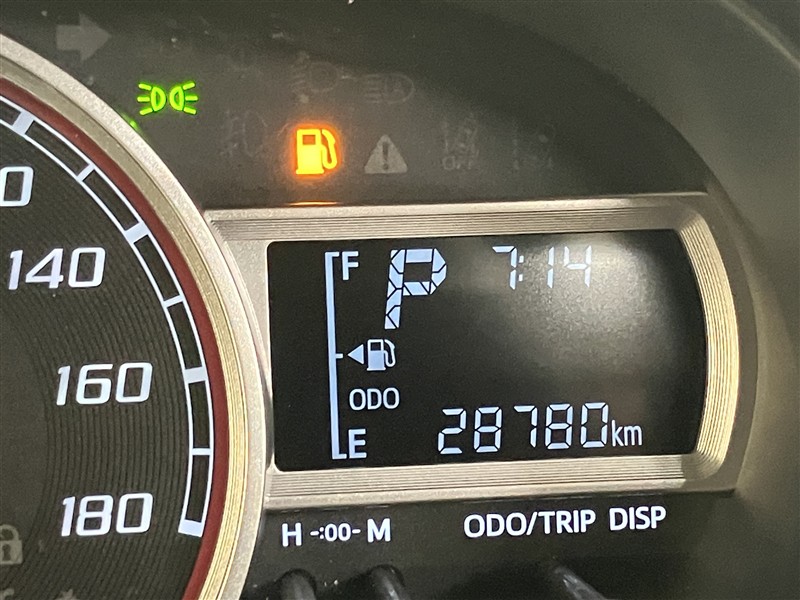 140
160
180
F
P 7:14
ODO
E
28780km
H -:00- M
ODO/TRIP DISP